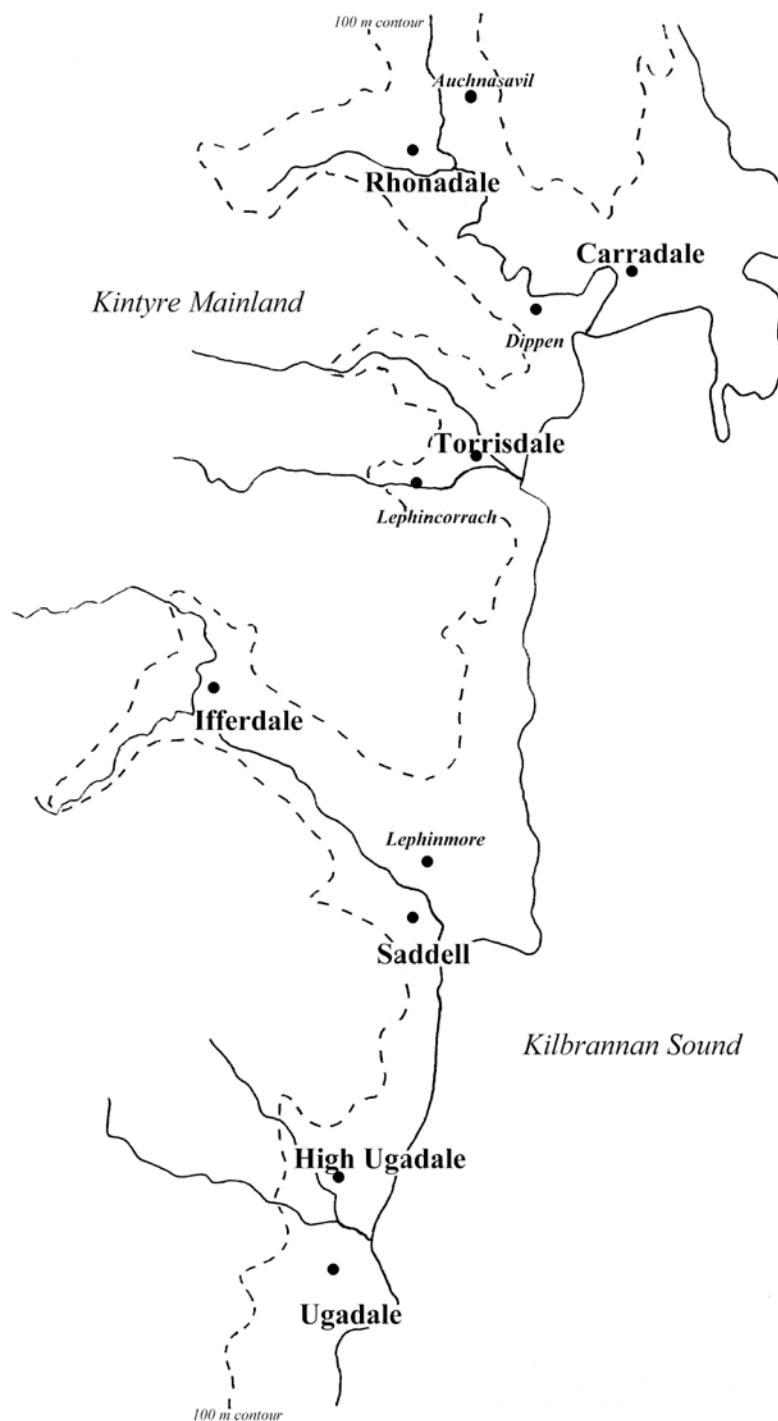 100 m contour
Auchnasavil
Rhonadale
Carradale
Kintyre Mainland
Dippen
Torrisdale
Lephincorrach
Ifferdale
Lephinmore
Saddell
Kilbrannan Sound
High Ugadale
Ugadale
100 m contour